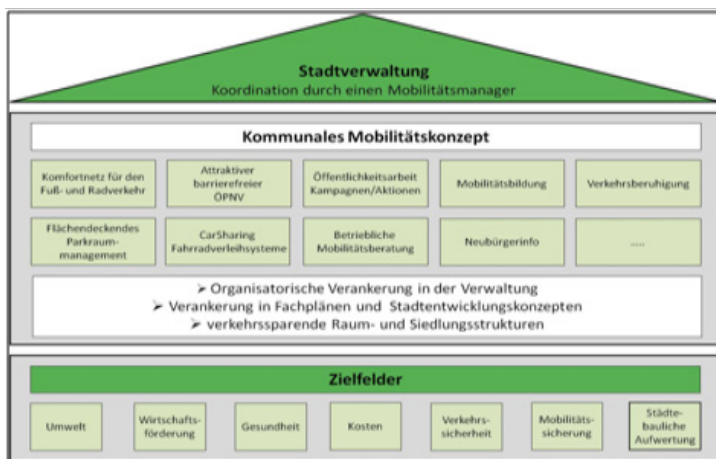 Stadtverwaltung
Koordination durch einen Mobilitätsmanager
Kommunales Mobilitätskonzept
Komfortnetz für den
Fuß- und Radverkehr
Attraktiver
barrierefreier
ÖPNV
Öffentlichkeitsarbeit
Kampagnen/Aktionen
Mobilitätsbildung
Verkehrsberuhigung
Flächendeckendes
Parkraum-
management
CarSharing
Fahrradverleihsysteme
Betriebliche
Mobilitätsberatung
Neubürgerinfo
.....
➢ Organisatorische Verankerung in der Verwaltung
➢ Verankerung in Fachplänen und Stadtentwicklungskonzepten
➢ verkehrssparende Raum- und Siedlungsstrukturen
Zielfelder
Umwelt
Wirtschafts-
förderung
Gesundheit
Kosten
Verkehrs-
sicherheit
Mobilitäts-
sicherung
Städte-
bauliche
Aufwertung